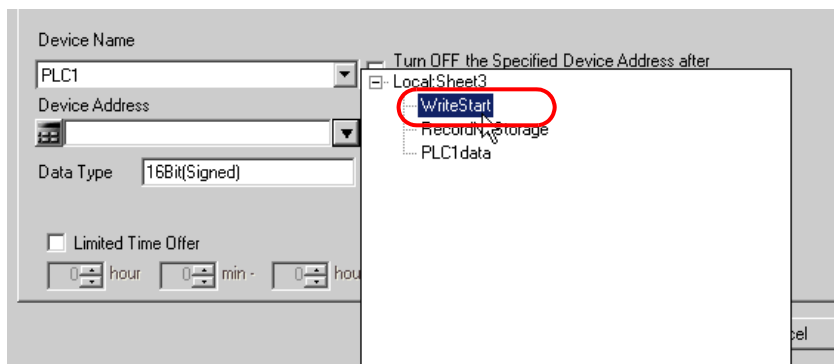 Device Name
Turn OFF the Specified Device Address after
PLC1
Local:Sheet3
Device Address
WriteStart
PLC1data
Data Type 16Bit(Signed)
Limited Time Offer
0 hour 0 min - 0 hou
cel